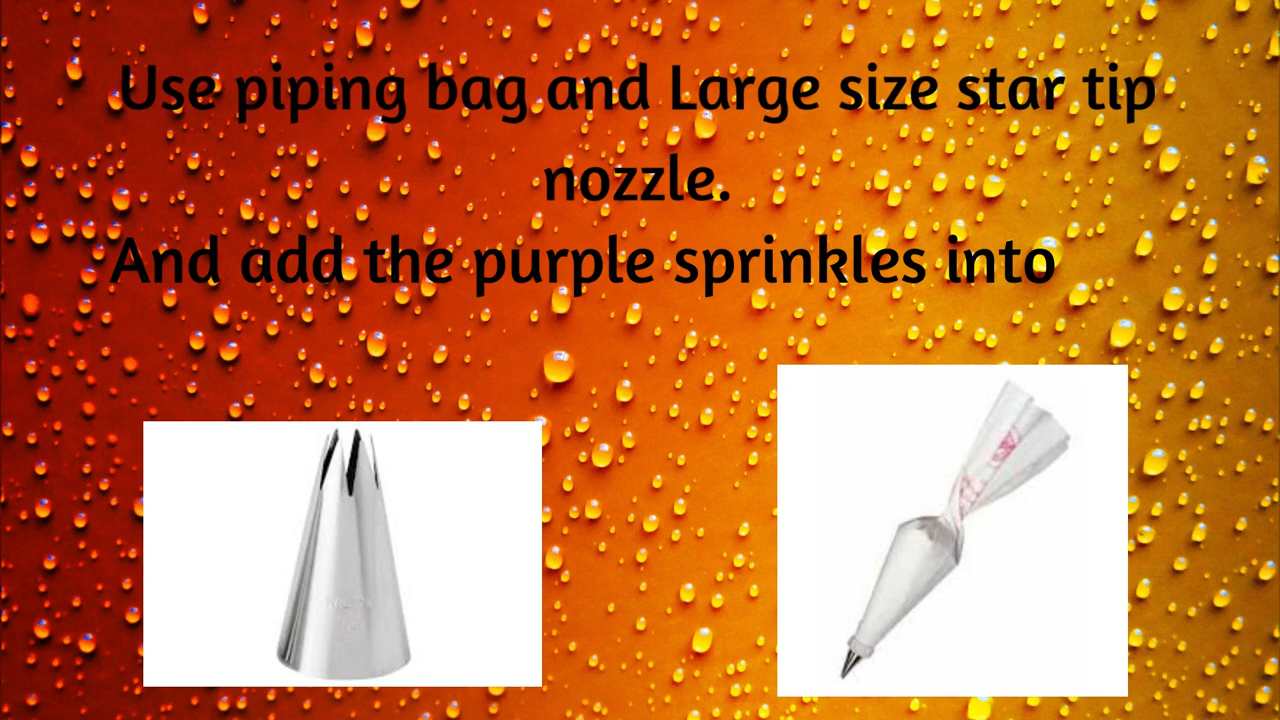 Use piping bag and Large size star tip
nozzle.
And add the purple sprinkles into